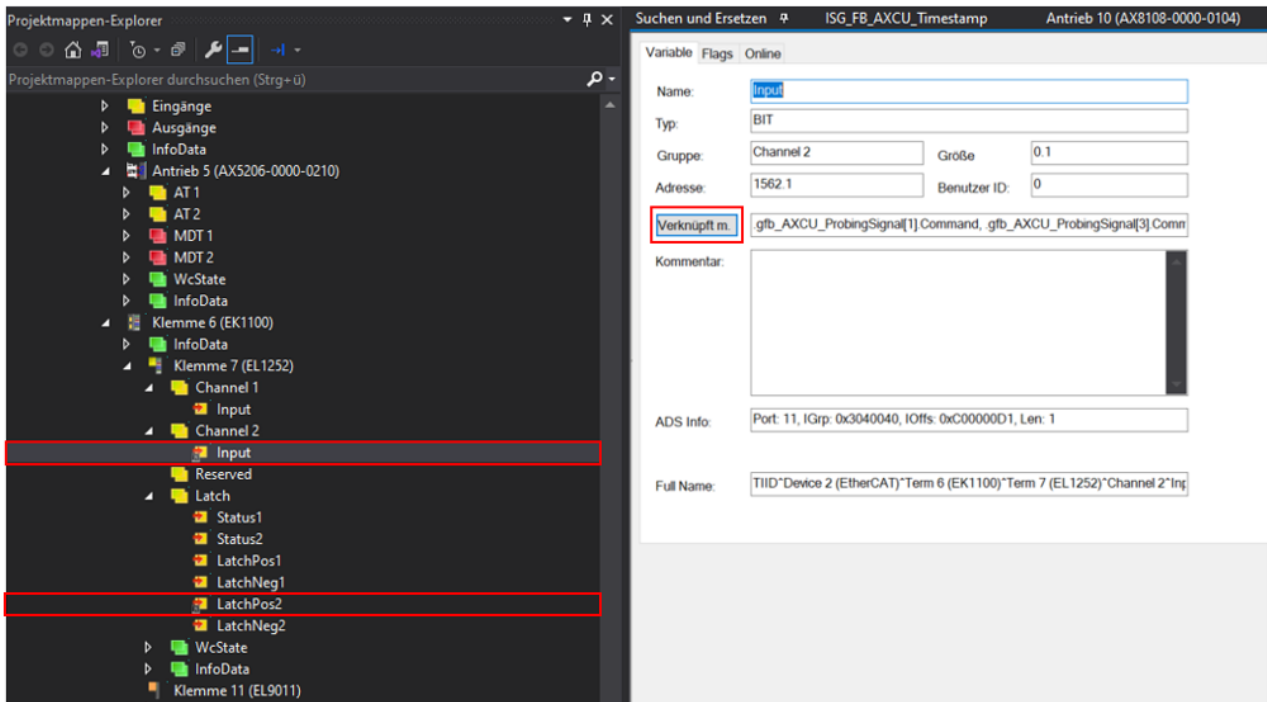 Projektmappen-Explorer
Projektmappen-Explorer durchsuchen (Strg+ü)
Eingänge
Ausgänge
InfoData
Antrieb 5 (AX5206-0000-0210)
AT 1
AT 2
MDT 1
MDT 2
WcState
InfoData
Klemme 6 (EK1100)
InfoData
Klemme 7 (EL1252)
Channel 1
Input
Channel 2
Input
Reserved
Latch
Status1
Status2
LatchPos1
LatchNeg1
LatchPos2
LatchNeg2
WcState
InfoData
Klemme 11 (EL9011)
Suchen und Ersetzen ISG_FB_AXCU_Timestamp Antrieb 10 (AX8108-0000-0104)
Variable Flags Online
Name: Input
Typ: BIT
Gruppe: Channel 2 Größe 0.1
Adresse: 1562.1 Benutzer ID: 0
Verknüpft m. .gfb_AXCU_ProbingSignal[1].Command, .gfb_AXCU_ProbingSignal[3].Comm
Kommentar:
ADS Info: Port: 11, IGrp: 0x3040040, IOffs: 0xC00000D1, Len: 1
Full Name: TIID^Device 2 (EtherCAT)^Term 6 (EK1100)^Term 7 (EL1252)^Channel 2^Inp